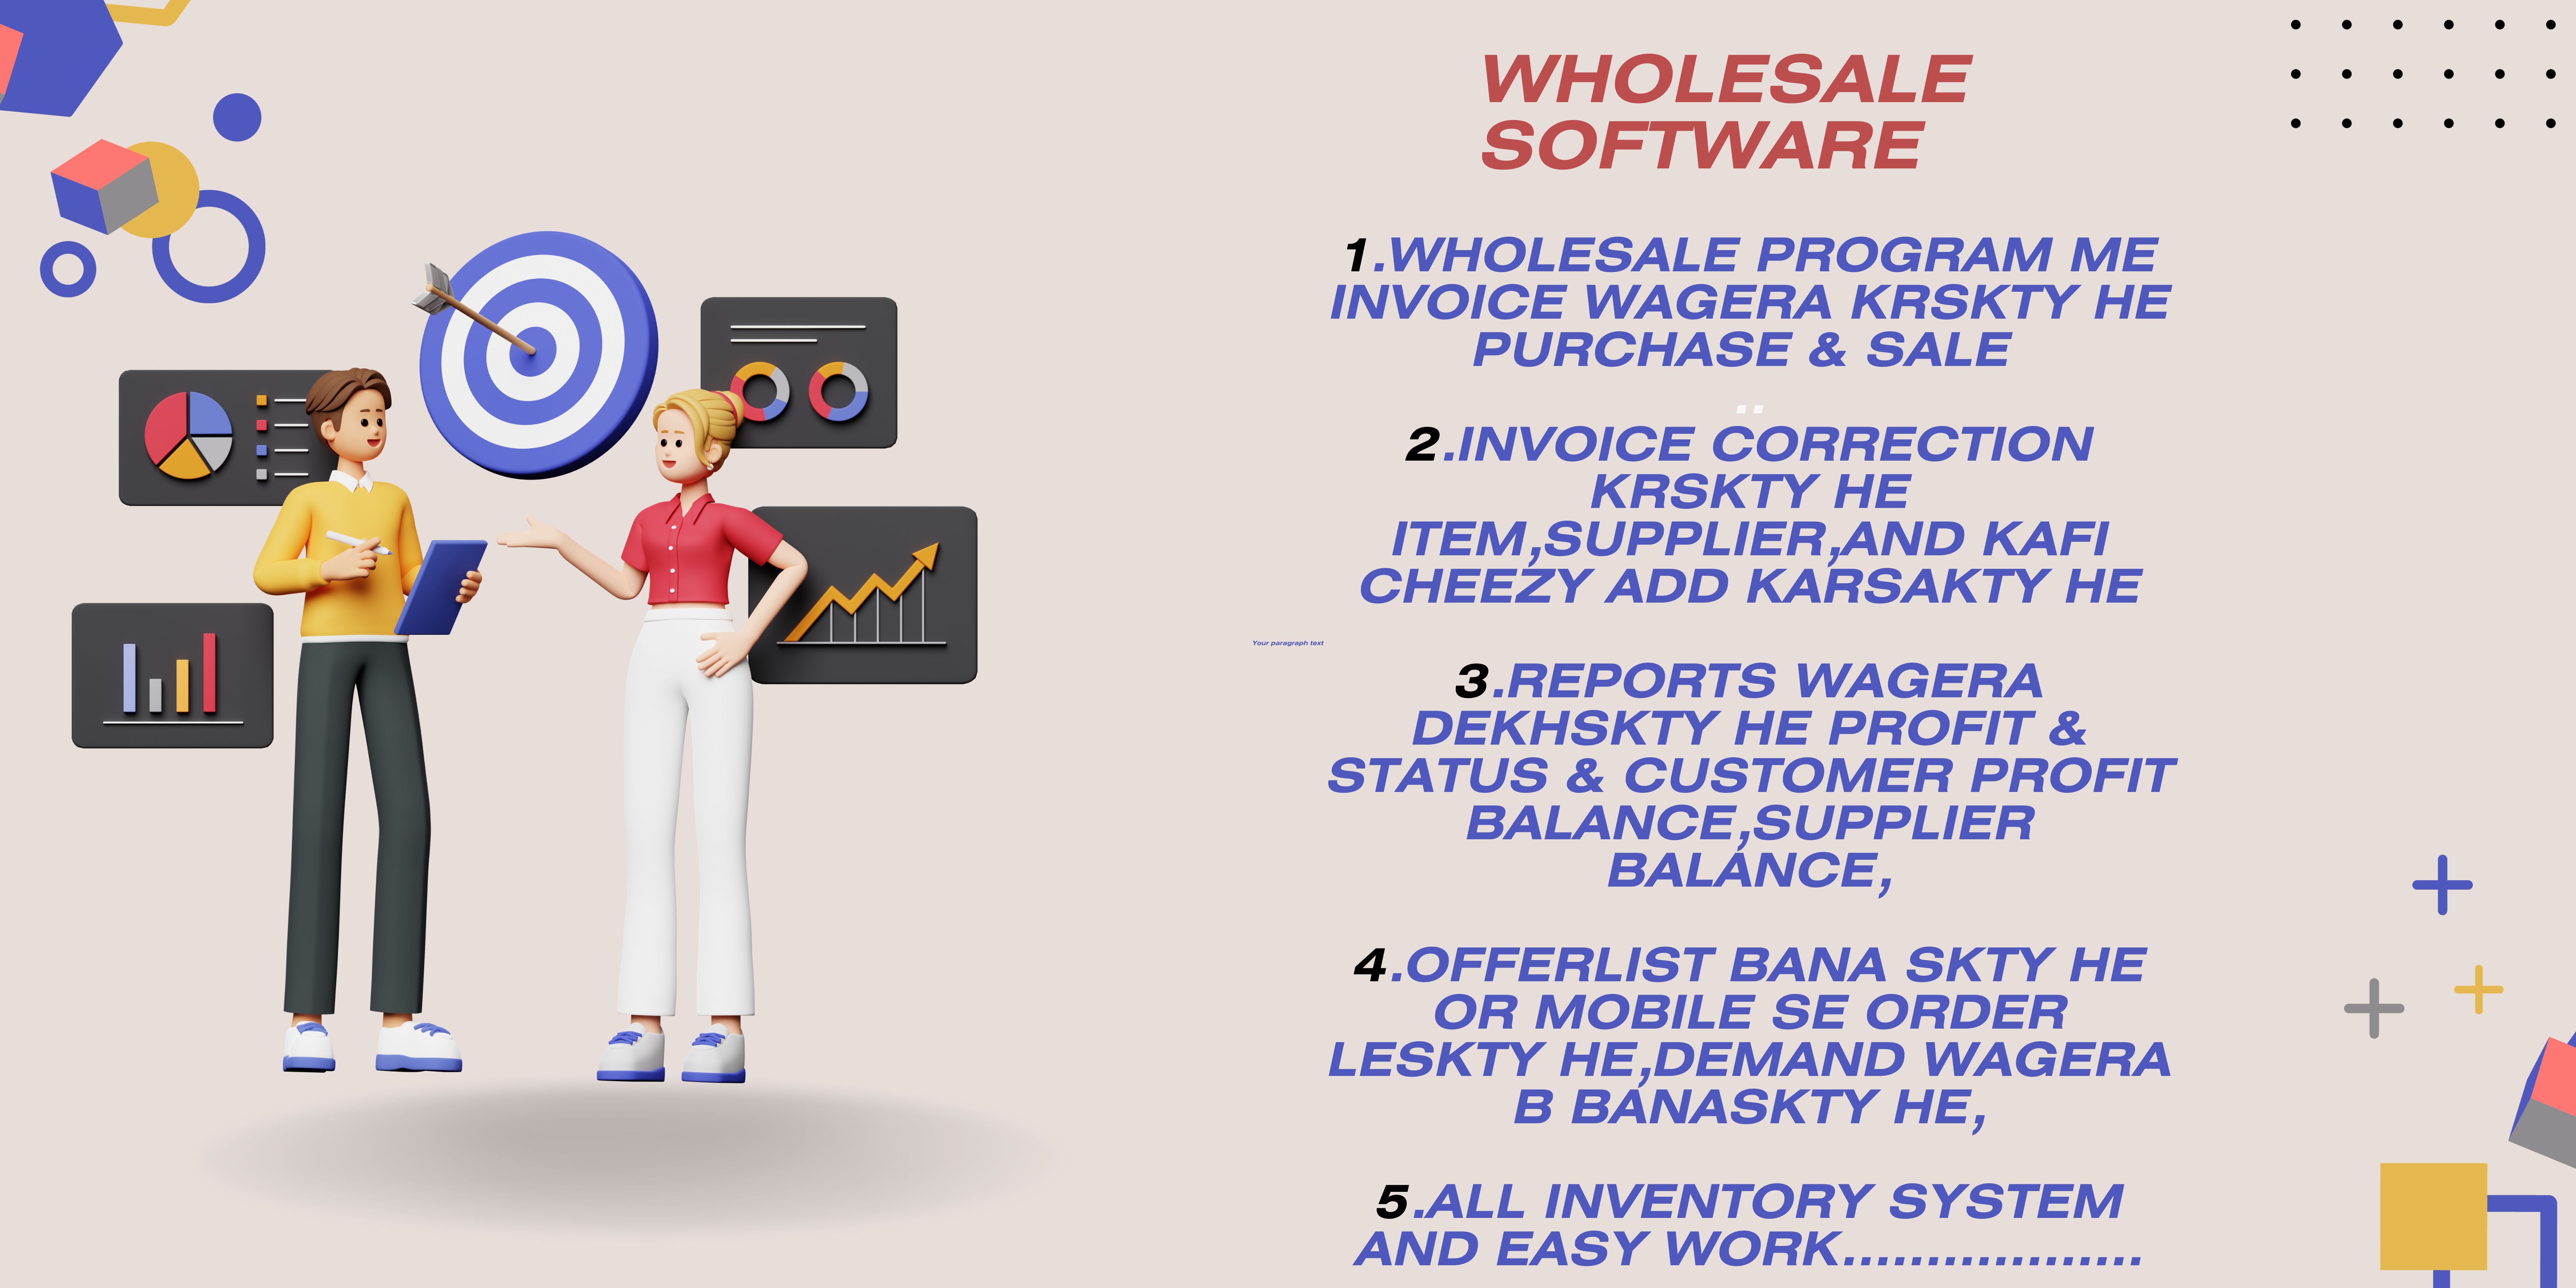 WHOLESALE
SOFTWARE
1.WHOLESALE PROGRAM ME
INVOICE WAGERA KRSKTY HE
PURCHASE & SALE
..
2.INVOICE CORRECTION
KRSKTY HE
ITEM,SUPPLIER,AND KAFI
CHEEZY ADD KARSAKTY HE
Your paragraph text
3.REPORTS WAGERA
DEKHSKTY HE PROFIT &
STATUS & CUSTOMER PROFIT
BALANCE,SUPPLIER
BALANCE,
4.OFFERLIST BANA SKTY HE
OR MOBILE SE ORDER
LESKTY HE,DEMAND WAGERA
B BANASKTY HE,
5.ALL INVENTORY SYSTEM
AND EASY WORK..................